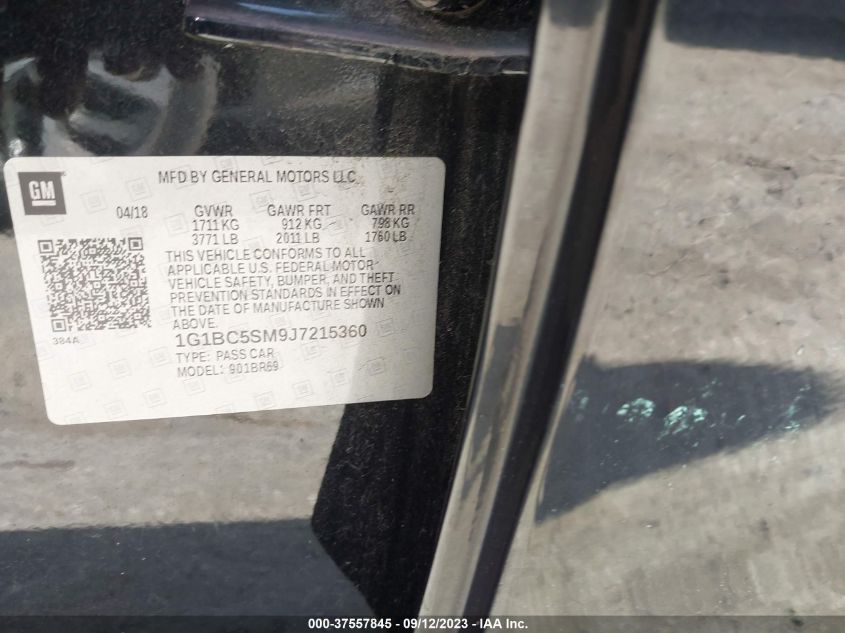 GM
MFD BY GENERAL MOTORS LLC
04/18 GVWR GAWR FRT GAWR RR
1711 KG 912 KG 798 KG
3771 LB 2011 LB 1760 LB
THIS VEHICLE CONFORMS TO ALL
APPLICABLE U.S. FEDERAL MOTOR
VEHICLE SAFETY, BUMPER, AND THEFT
PREVENTION STANDARDS IN EFFECT ON
THE DATE OF MANUFACTURE SHOWN
ABOVE.
384A
1G1BC5SM9J7215360
TYPE: PASS CAR
MODEL: 901BR69
000-37557845 - 09/12/2023 - IAA Inc.